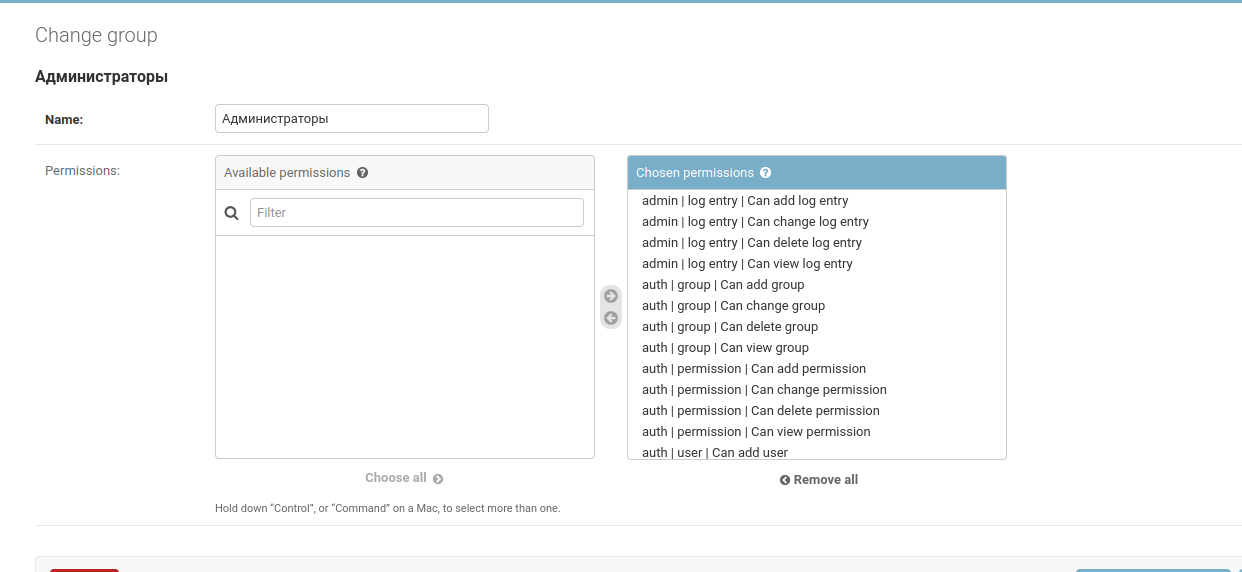 Change group
Администраторы
Name:
Администраторы
Permissions:
Available permissions
Filter
Choose all
Chosen permissions
admin | log entry | Can add log entry
admin | log entry | Can change log entry
admin | log entry | Can delete log entry
admin | log entry | Can view log entry
auth | group | Can add group
auth | group | Can change group
auth | group | Can delete group
auth | group | Can view group
auth | permission | Can add permission
auth | permission | Can change permission
auth | permission | Can delete permission
auth | permission | Can view permission
auth | user | Can add user
Remove all
Hold down “Control”, or “Command” on a Mac, to select more than one.